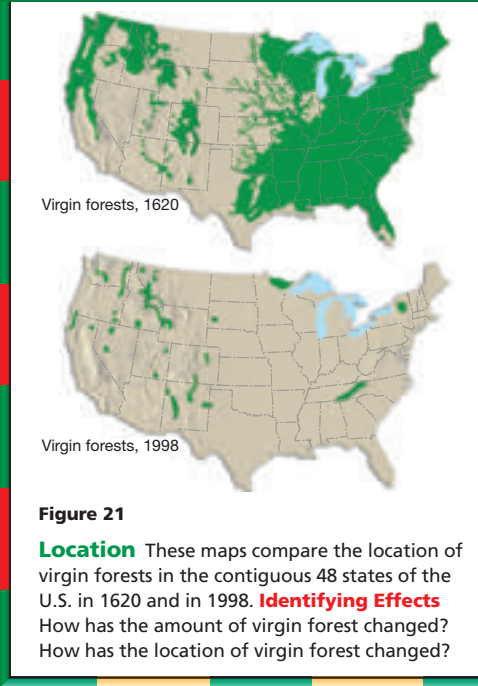 Virgin forests, 1620
Virgin forests, 1998
Figure 21
Location These maps compare the location of
virgin forests in the contiguous 48 states of the
U.S. in 1620 and in 1998. Identifying Effects
How has the amount of virgin forest changed?
How has the location of virgin forest changed?